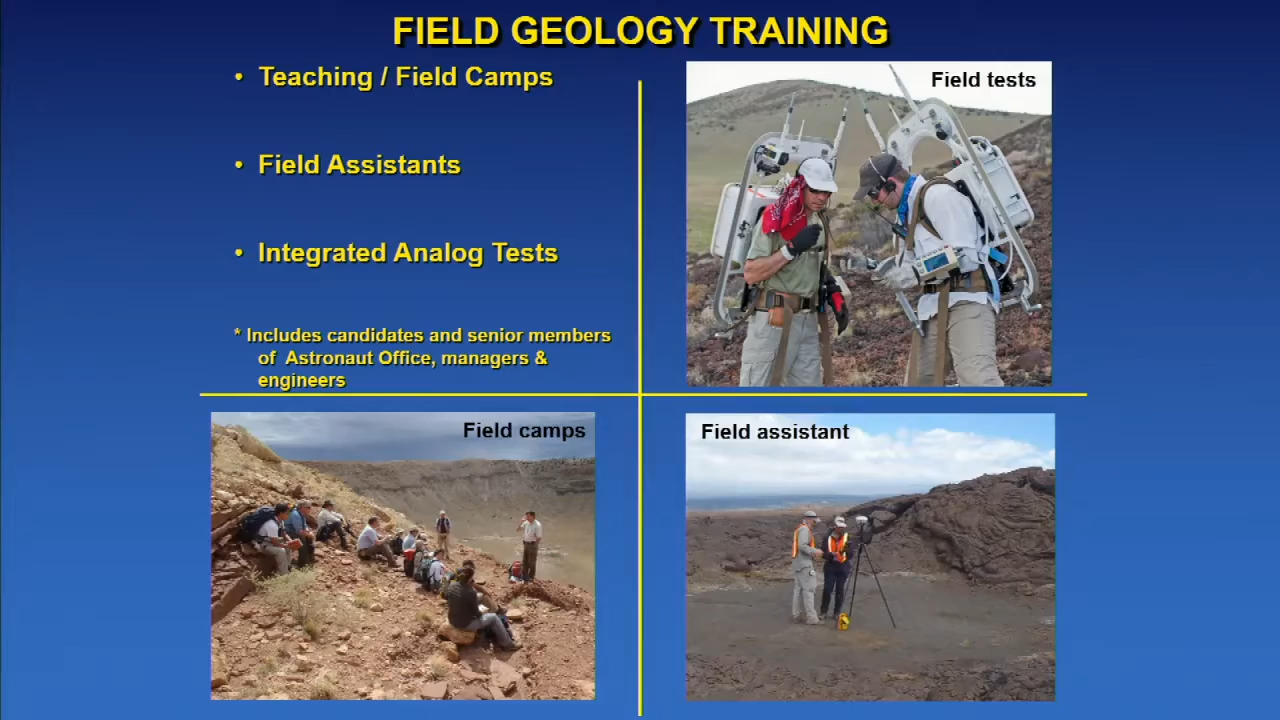 FIELD GEOLOGY TRAINING
• Teaching / Field Camps
• Field Assistants
• Integrated Analog Tests
* Includes candidates and senior members
of Astronaut Office, managers &
engineers
Field tests
Field camps
Field assistant